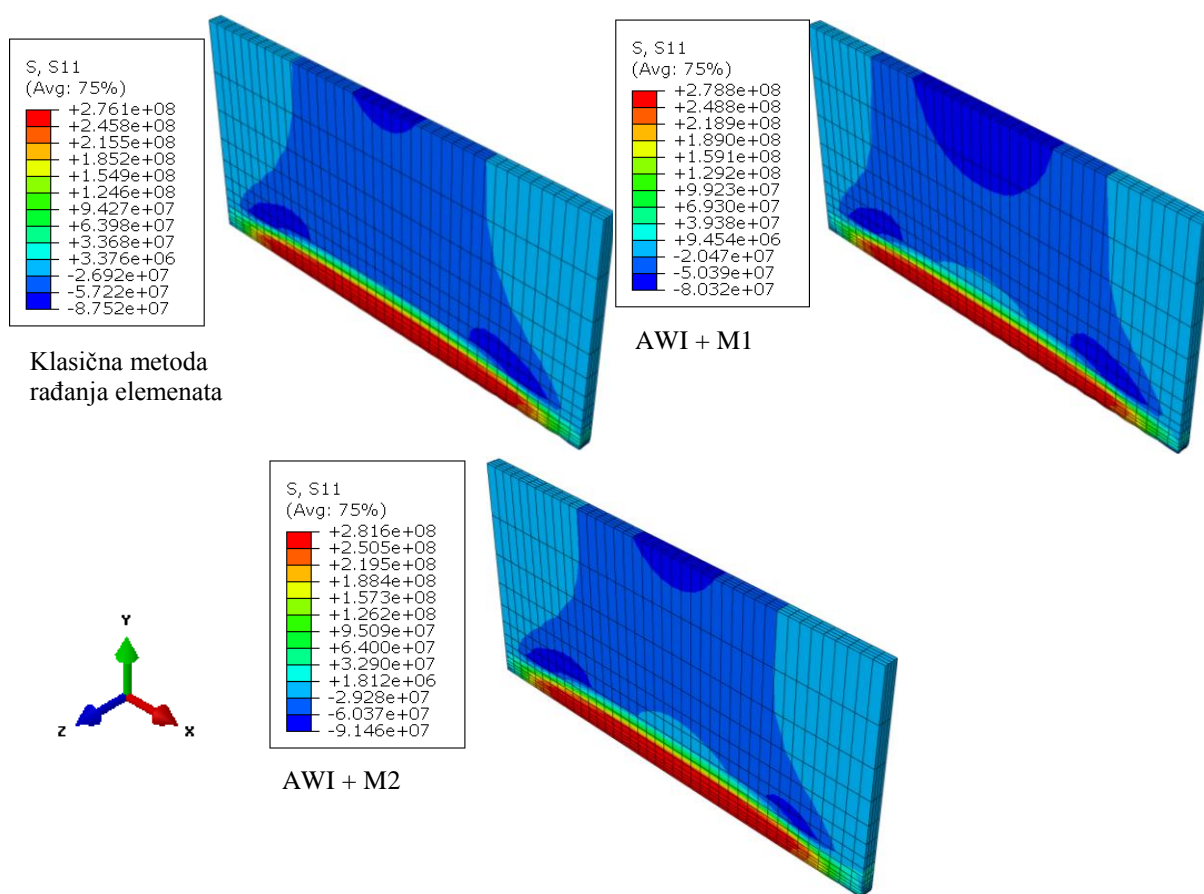 S, S11
(Avg: 75%)
+2.761e+08
+2.458e+08
+2.155e+08
+1.852e+08
+1.549e+08
+1.246e+08
+9.427e+07
+6.398e+07
+3.368e+07
+3.376e+06
-2.692e+07
-5.722e+07
-8.752e+07
Klasična metoda
rađanja elemenata
S, S11
(Avg: 75%)
+2.788e+08
+2.488e+08
+2.189e+08
+1.890e+08
+1.591e+08
+1.292e+08
+9.923e+07
+6.930e+07
+3.938e+07
+9.454e+06
-2.047e+07
-5.039e+07
-8.032e+07
AWI + M1
S, S11
(Avg: 75%)
+2.816e+08
+2.505e+08
+2.195e+08
+1.884e+08
+1.573e+08
+1.262e+08
+9.509e+07
+6.400e+07
+3.290e+07
+1.812e+06
-2.928e+07
-6.037e+07
-9.146e+07
AWI + M2
Y
Z
X